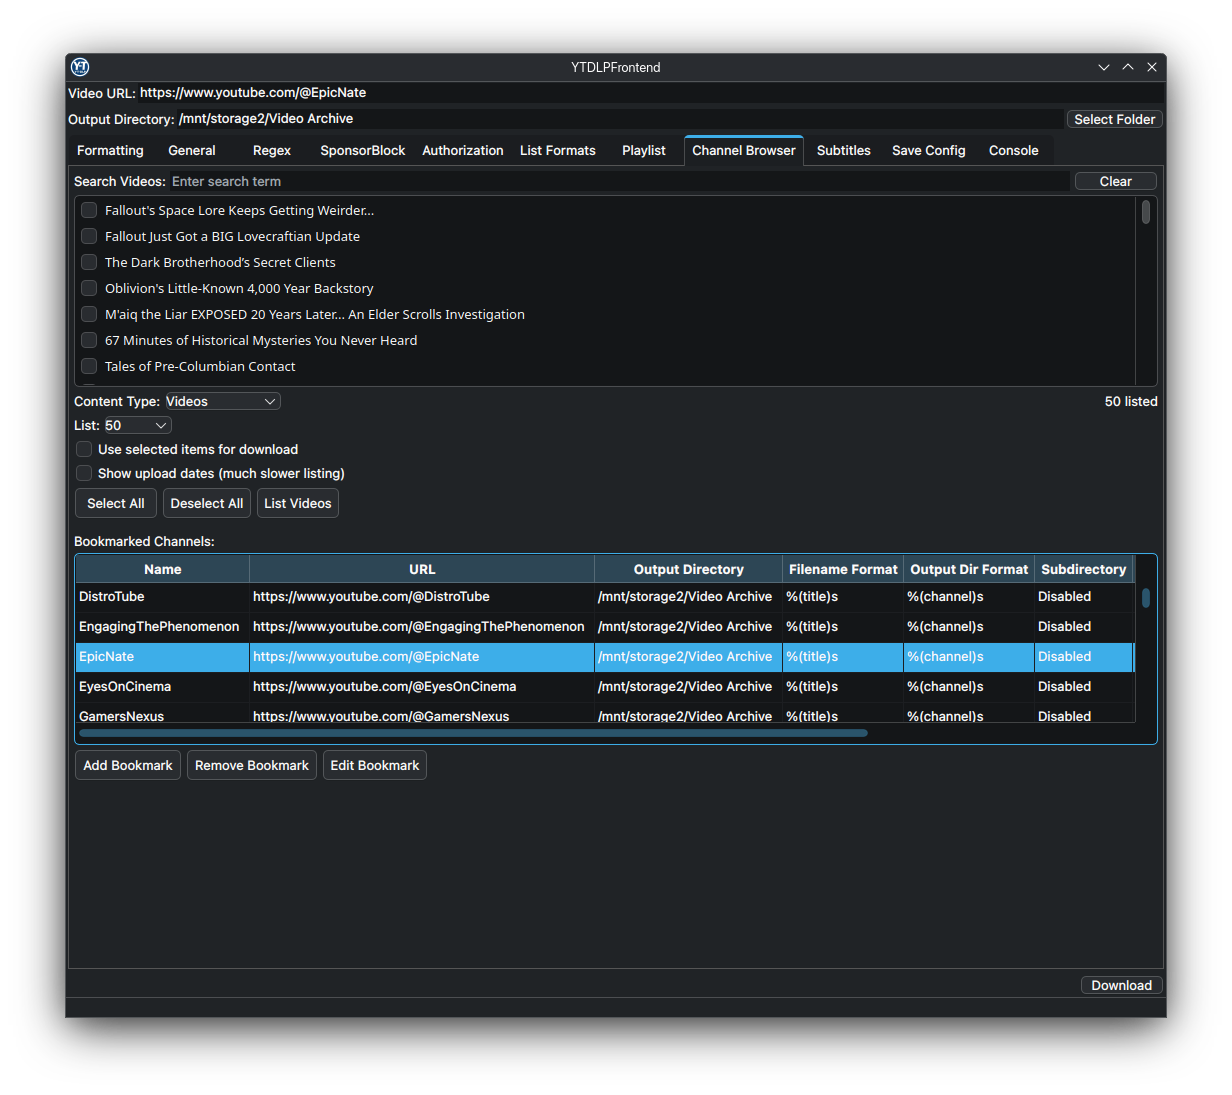 YTDLPFrontend
Video URL: https://www.youtube.com/@EpicNate
Output Directory: /mnt/storage2/Video Archive Select Folder
Formatting General Regex SponsorBlock Authorization List Formats Playlist Channel Browser Subtitles Save Config Console
Search Videos: Enter search term Clear
Fallout's Space Lore Keeps Getting Weirder...
Fallout Just Got a BIG Lovecraftian Update
The Dark Brotherhood’s Secret Clients
Oblivion's Little-Known 4,000 Year Backstory
M'aiq the Liar EXPOSED 20 Years Later... An Elder Scrolls Investigation
67 Minutes of Historical Mysteries You Never Heard
Tales of Pre-Columbian Contact
Content Type: Videos 50 listed
List: 50
Use selected items for download
Show upload dates (much slower listing)
Select All Deselect All List Videos
Bookmarked Channels:
Name URL Output Directory Filename Format Output Dir Format Subdirectory
DistroTube https://www.youtube.com/@DistroTube /mnt/storage2/Video Archive %(title)s %(channel)s Disabled
EngagingThePhenomenon https://www.youtube.com/@EngagingThePhenomenon /mnt/storage2/Video Archive %(title)s %(channel)s Disabled
EpicNate https://www.youtube.com/@EpicNate /mnt/storage2/Video Archive %(title)s %(channel)s Disabled
EyesOnCinema https://www.youtube.com/@EyesOnCinema /mnt/storage2/Video Archive %(title)s %(channel)s Disabled
GamersNexus https://www.youtube.com/@GamersNexus /mnt/storage2/Video Archive %(title)s %(channel)s Disabled
Add Bookmark Remove Bookmark Edit Bookmark
Download